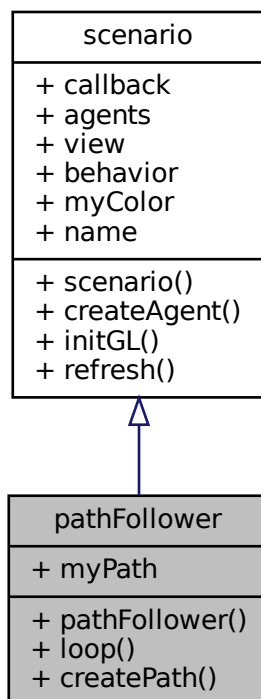 scenario
+ callback
+ agents
+ view
+ behavior
+ myColor
+ name
+ scenario()
+ createAgent()
+ initGL()
+ refresh()
pathFollower
+ myPath
+ pathFollower()
+ loop()
+ createPath()